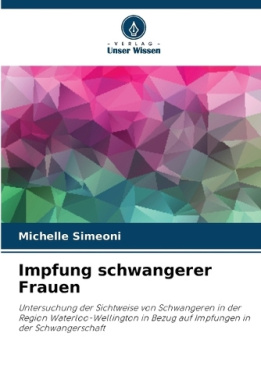 - VERLAG -
Unser Wissen
Michelle Simeoni
Impfung schwangerer
Frauen
Untersuchung der Sichtweise von Schwangeren in der
Region Waterloo-Wellington in Bezug auf Impfungen in
der Schwangerschaft